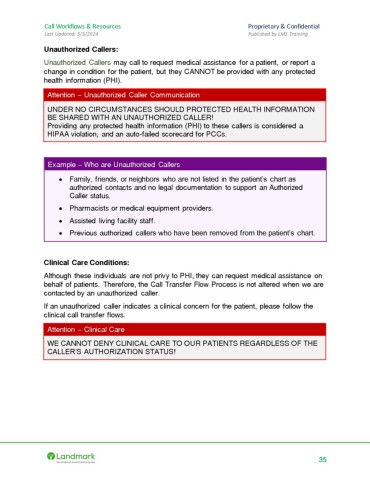 Call Workflows & Resources
Proprietary & Confidential
Last Updated: 5/3/2024
Published by LM1 Training
Unauthorized Callers:
Unauthorized Callers may call to request medical assistance for a patient, or report a
change in condition for the patient, but they CANNOT be provided with any protected
health information (PHI).
Attention – Unauthorized Caller Communication
UNDER NO CIRCUMSTANCES SHOULD PROTECTED HEALTH INFORMATION
BE SHARED WITH AN UNAUTHORIZED CALLER!
Providing any protected health information (PHI) to these callers is considered a
HIPAA violation, and an auto-failed scorecard for PCCs.
Example – Who are Unauthorized Callers
• Family, friends, or neighbors who are not listed in the patient's chart as
authorized contacts and no legal documentation to support an Authorized
Caller status.
• Pharmacists or medical equipment providers.
• Assisted living facility staff.
• Previous authorized callers who have been removed from the patient's chart.
Clinical Care Conditions:
Although these individuals are not privy to PHI, they can request medical assistance on
behalf of patients. Therefore, the Call Transfer Flow Process is not altered when we are
contacted by an unauthorized caller.
If an unauthorized caller indicates a clinical concern for the patient, please follow the
clinical call transfer flows.
Attention – Clinical Care
WE CANNOT DENY CLINICAL CARE TO OUR PATIENTS REGARDLESS OF THE
CALLER'S AUTHORIZATION STATUS!
Landmark
35